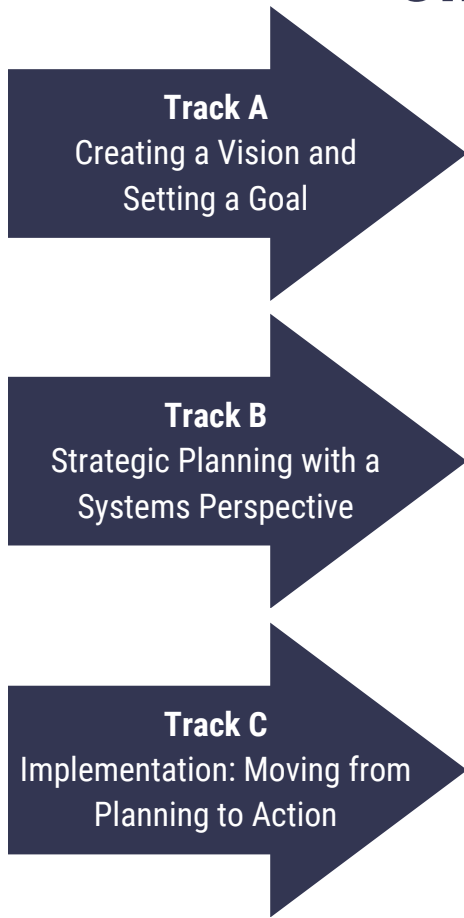 Track A
Creating a Vision and
Setting a Goal
Track B
Strategic Planning with a
Systems Perspective
Track C
Implementation: Moving from
Planning to Action